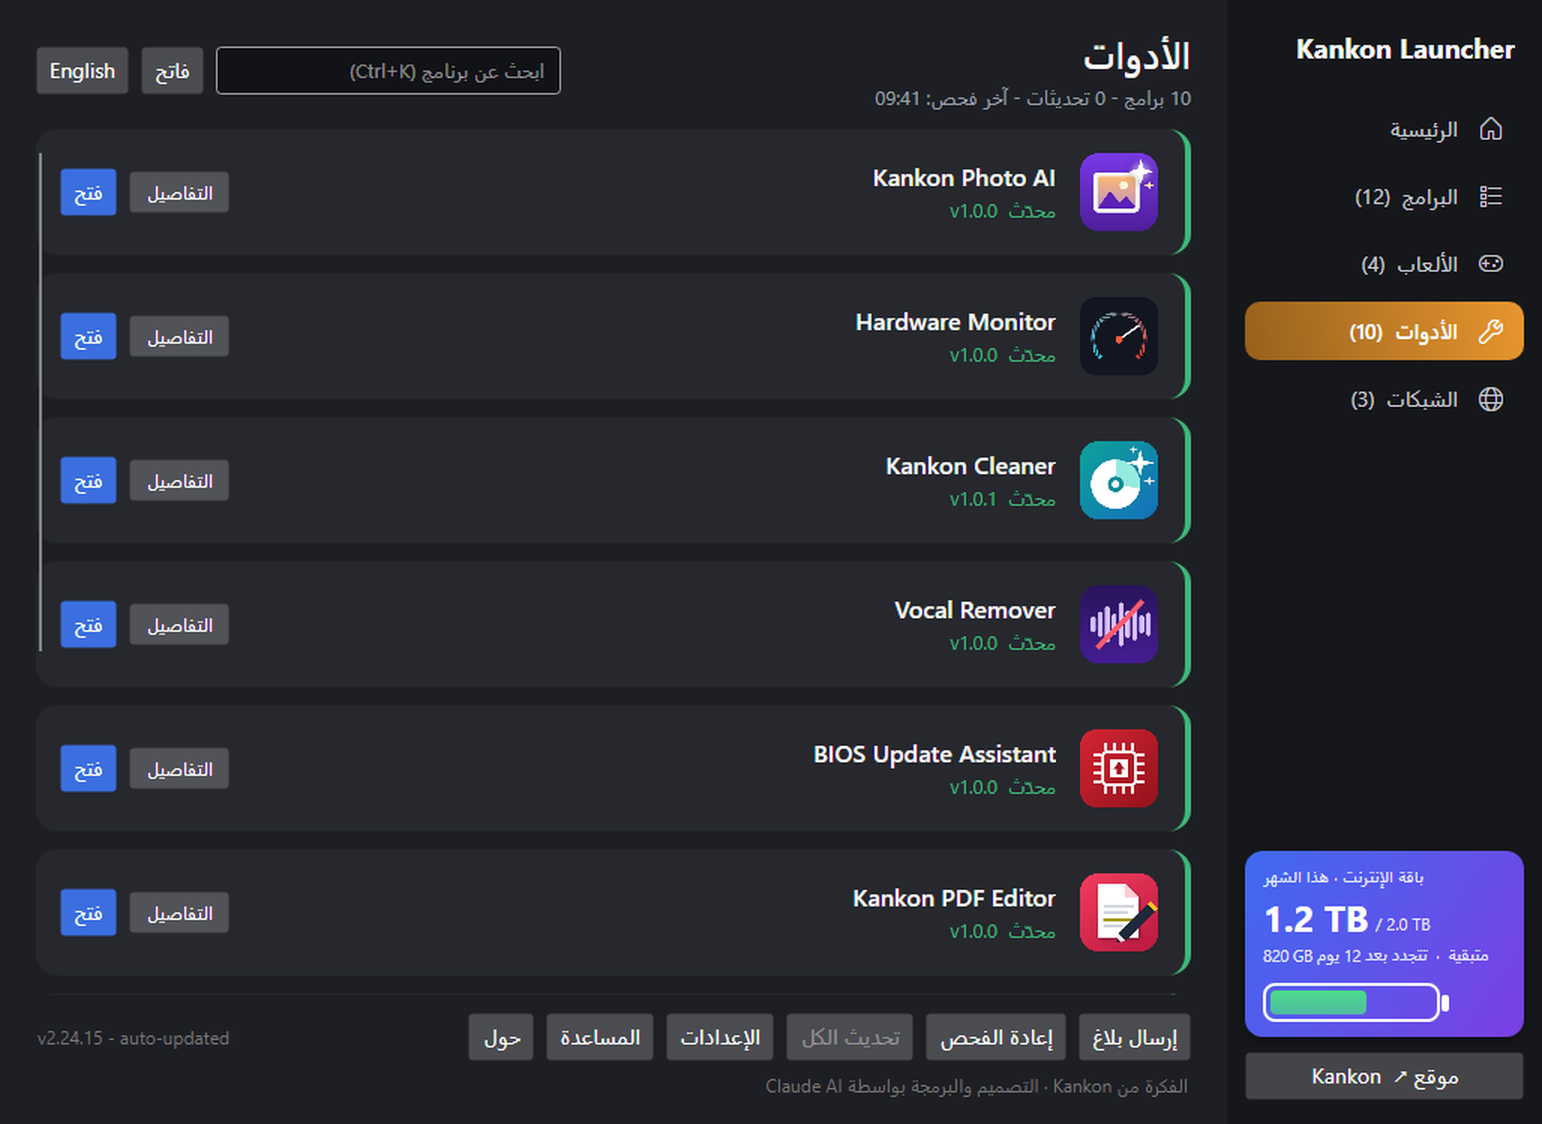 Kankon Launcher
الرئيسية
البرامج (12)
الألعاب (4)
الأدوات (10)
الشبكات (3)
باقة الإنترنت · هذا الشهر
1.2 TB / 2.0 TB
820 GB متبقية · تتجدد بعد 12 يوم
موقع Kankon ↗
الأدوات
10 برامج - 0 تحديثات - آخر فحص: 09:41
ابحث عن برنامج (Ctrl+K)
فاتح
English
Kankon Photo AI
محدّث v1.0.0
التفاصيل
فتح
Hardware Monitor
محدّث v1.0.0
التفاصيل
فتح
Kankon Cleaner
محدّث v1.0.1
التفاصيل
فتح
Vocal Remover
محدّث v1.0.0
التفاصيل
فتح
BIOS Update Assistant
محدّث v1.0.0
التفاصيل
فتح
Kankon PDF Editor
محدّث v1.0.0
التفاصيل
فتح
إرسال بلاغ
إعادة الفحص
تحديث الكل
الإعدادات
المساعدة
حول
v2.24.15 - auto-updated
الفكرة من Kankon · التصميم والبرمجة بواسطة Claude AI